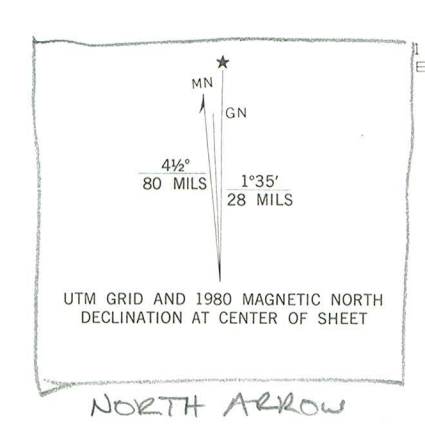 ★
MN
GN
4½°
80 MILS
1°35′
28 MILS
UTM GRID AND 1980 MAGNETIC NORTH
DECLINATION AT CENTER OF SHEET
NORTH ARROW
1
E